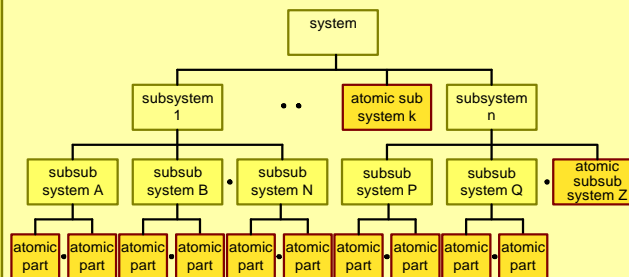 system
subsystem
1
• •
atomic sub
system k
subsystem
n
subsub
system A
subsub
system B
•
subsub
system N
subsub
system P
subsub
system Q
•
atomic
subsub
system Z
atomic
part
•
atomic
part
atomic
part
•
atomic
part
atomic
part
•
atomic
part
atomic
part
•
atomic
part
atomic
part
•
atomic
part